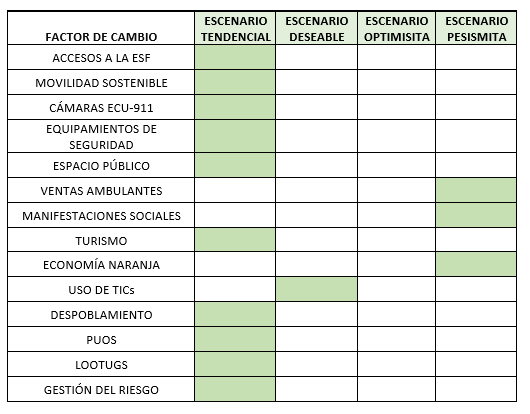 FACTOR DE CAMBIO
ESCENARIO TENDENCIAL
ESCENARIO DESEABLE
ESCENARIO OPTIMISITA
ESCENARIO PESISMITA
ACCESOS A LA ESF
MOVILIDAD SOSTENIBLE
CÁMARAS ECU-911
EQUIPAMIENTOS DE
SEGURIDAD
ESPACIO PÚBLICO
VENTAS AMBULANTES
MANIFESTACIONES SOCIALES
TURISMO
ECONOMÍA NARANJA
USO DE TICs
DESPOBLAMIENTO
PUOS
LOOTUGS
GESTIÓN DEL RIESGO